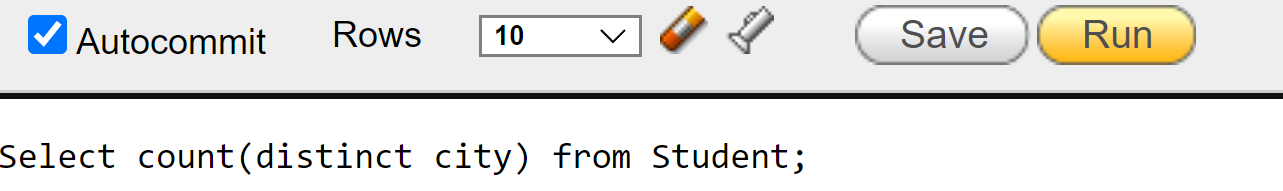 Autocommit Rows 10 Save Run
Select count(distinct city) from Student;